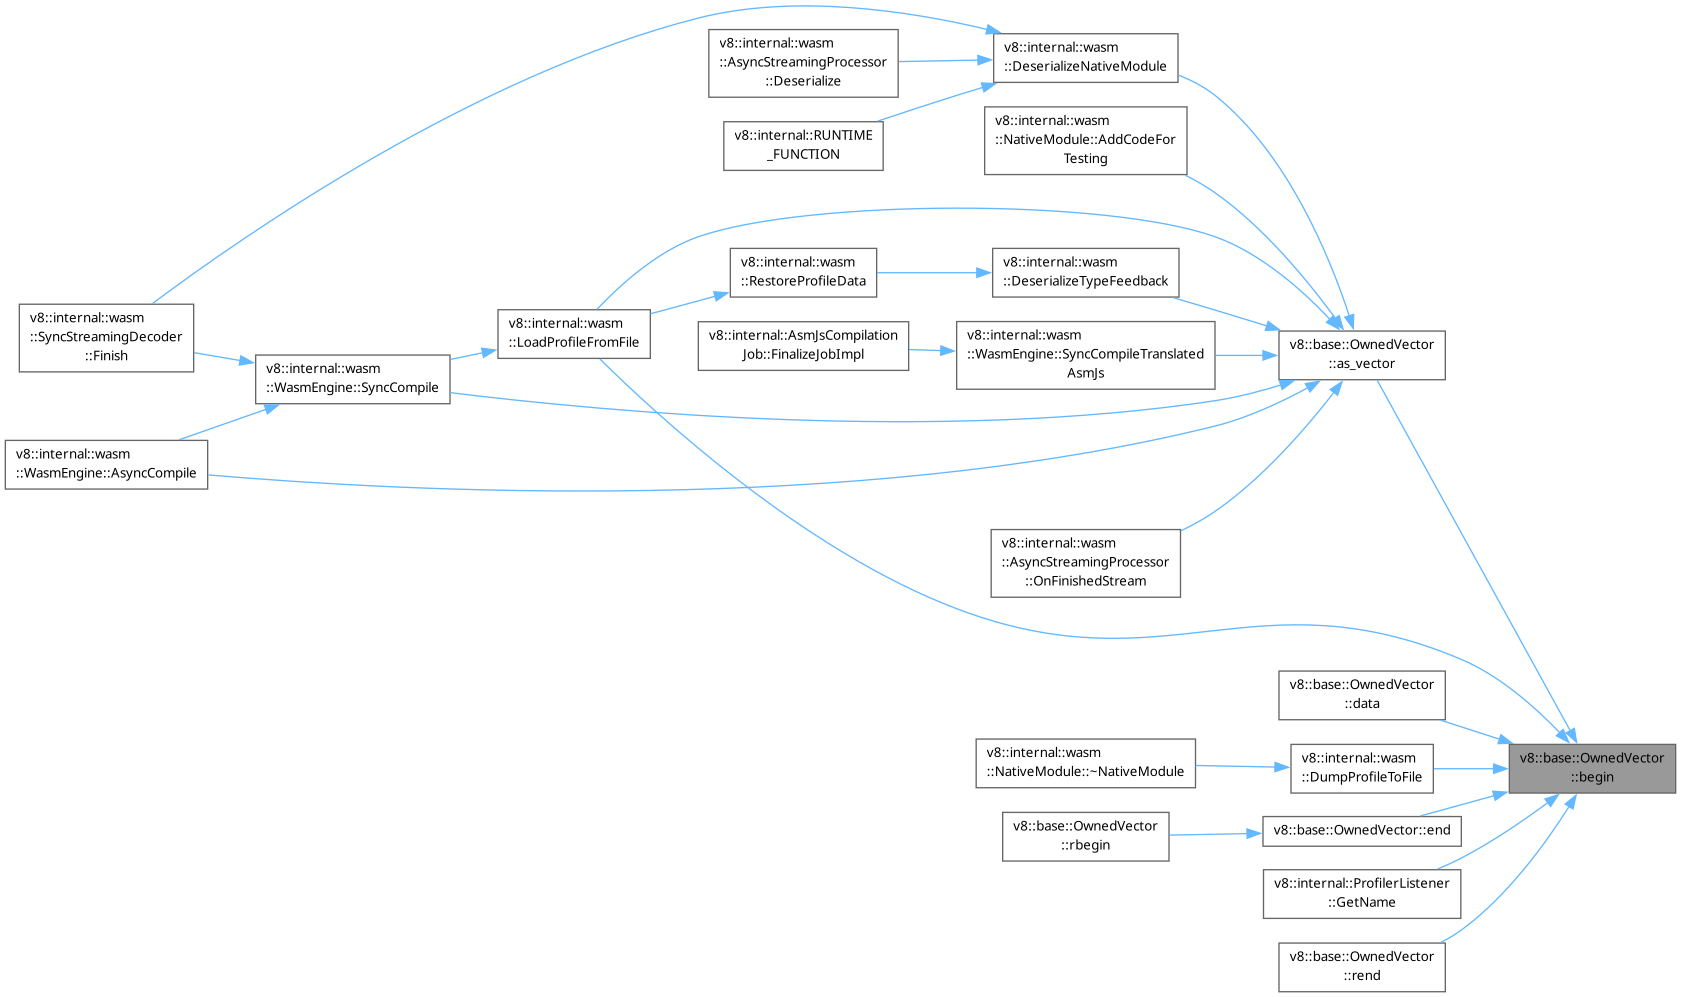 v8::internal::wasm
::AsyncStreamingProcessor
::Deserialize
v8::internal::wasm
::DeserializeNativeModule
v8::internal::RUNTIME
_FUNCTION
v8::internal::wasm
::NativeModule::AddCodeFor
Testing
v8::internal::wasm
::RestoreProfileData
v8::internal::wasm
::DeserializeTypeFeedback
v8::internal::wasm
::SyncStreamingDecoder
::Finish
v8::internal::wasm
::LoadProfileFromFile
v8::internal::AsmJsCompilation
Job::FinalizeJobImpl
v8::internal::wasm
::WasmEngine::SyncCompileTranslated
AsmJs
v8::base::OwnedVector
::as_vector
v8::internal::wasm
::WasmEngine::SyncCompile
v8::internal::wasm
::WasmEngine::AsyncCompile
v8::internal::wasm
::AsyncStreamingProcessor
::OnFinishedStream
v8::base::OwnedVector
::data
v8::internal::wasm
::NativeModule::~NativeModule
v8::internal::wasm
::DumpProfileToFile
v8::base::OwnedVector
::begin
v8::base::OwnedVector
::rbegin
v8::base::OwnedVector::end
v8::internal::ProfilerListener
::GetName
v8::base::OwnedVector
::rend